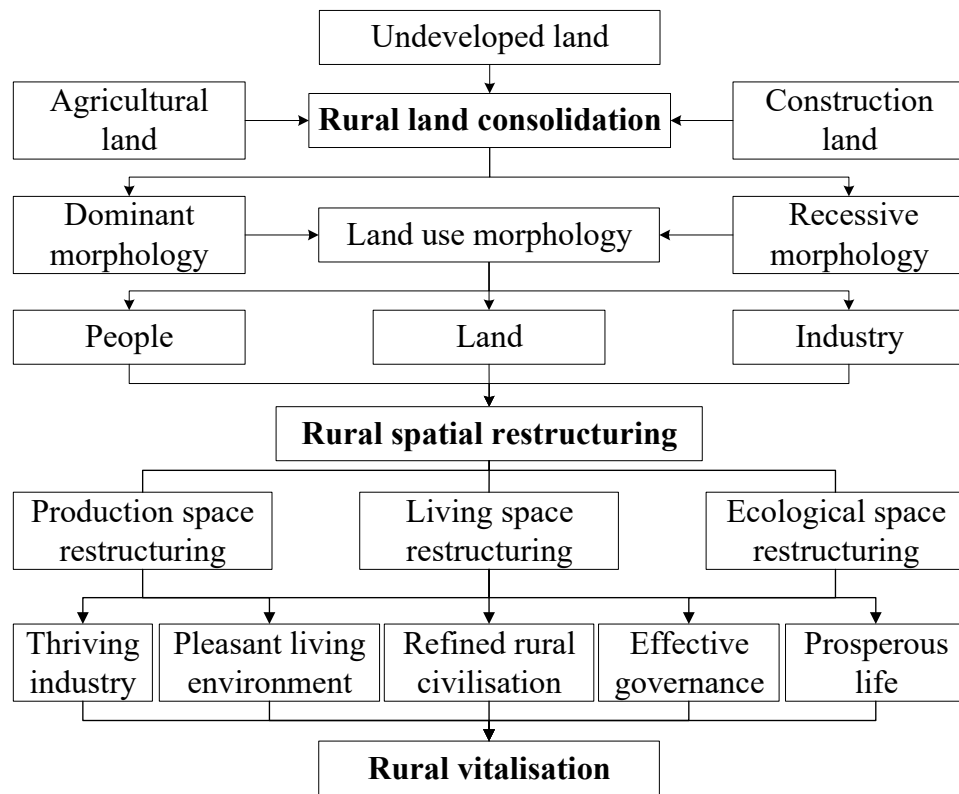 Undeveloped land
Agricultural
land
Rural land consolidation
Construction
land
Dominant
morphology
Land use morphology
Recessive
morphology
People
Land
Industry
Rural spatial restructuring
Production space
restructuring
Living space
restructuring
Ecological space
restructuring
Thriving
industry
Pleasant living
environment
Refined rural
civilisation
Effective
governance
Prosperous
life
Rural vitalisation